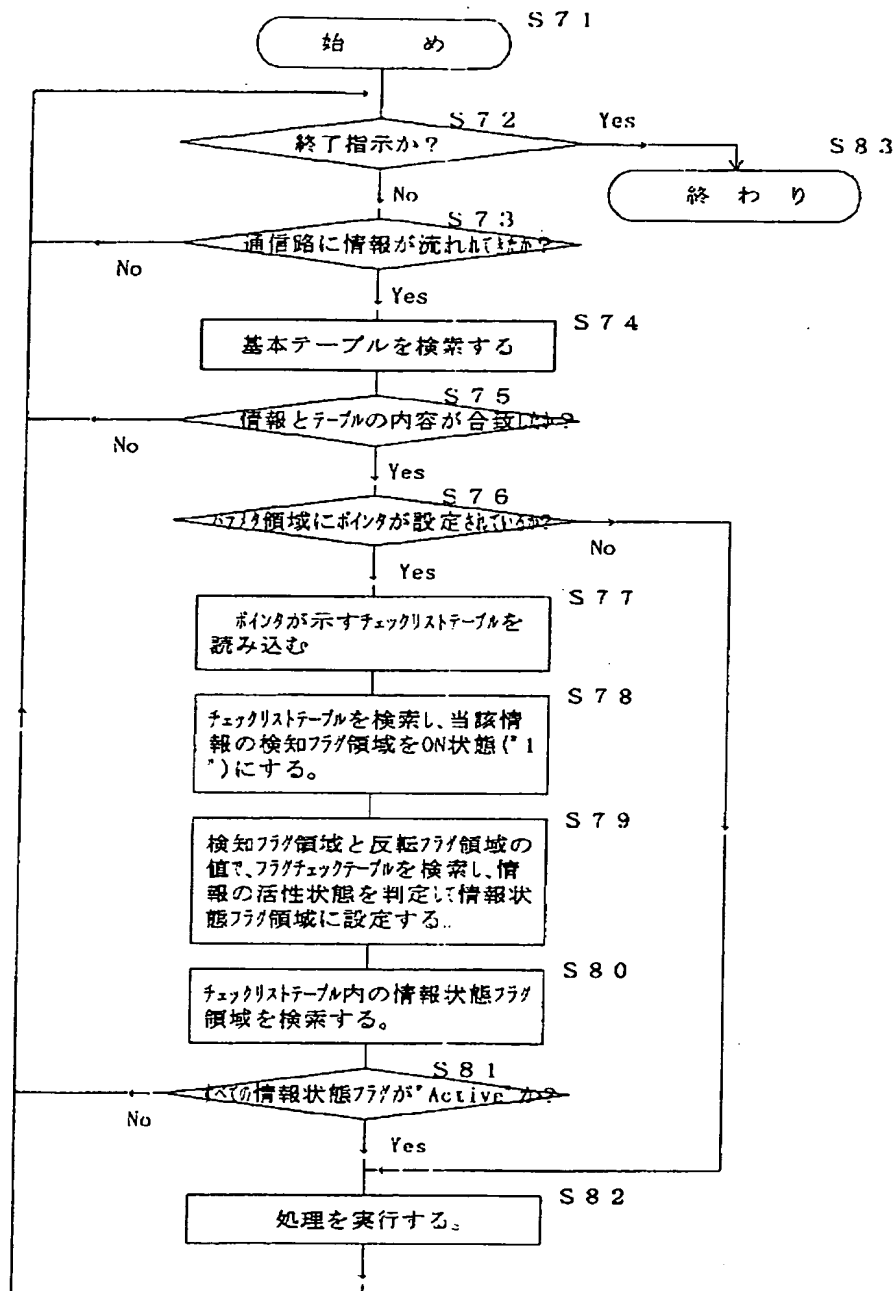 S71
始め
S72
終了指示か?
Yes
S83
終わり
No
S73
通信路に情報が流れてきたか?
No
Yes
S74
基本テーブルを検索する
S75
情報とテーブルの内容が合致したか?
No
Yes
S76
パラメタ領域にポインタが設定されているか?
No
Yes
S77
ポインタが示すチェックリストテーブルを
読み込む
S78
チェックリストテーブルを検索し、当該情
報の検知フラグ領域をON状態("1
")にする。
S79
検知フラグ領域と反転フラグ領域の
値で、フラグチェックテーブルを検索し、情
報の活性状態を判定して情報状
態フラグ領域に設定する..
S80
チェックリストテーブル内の情報状態フラグ
領域を検索する。
S81
すべての情報状態フラグが"Active"か?
No
Yes
S82
処理を実行する。